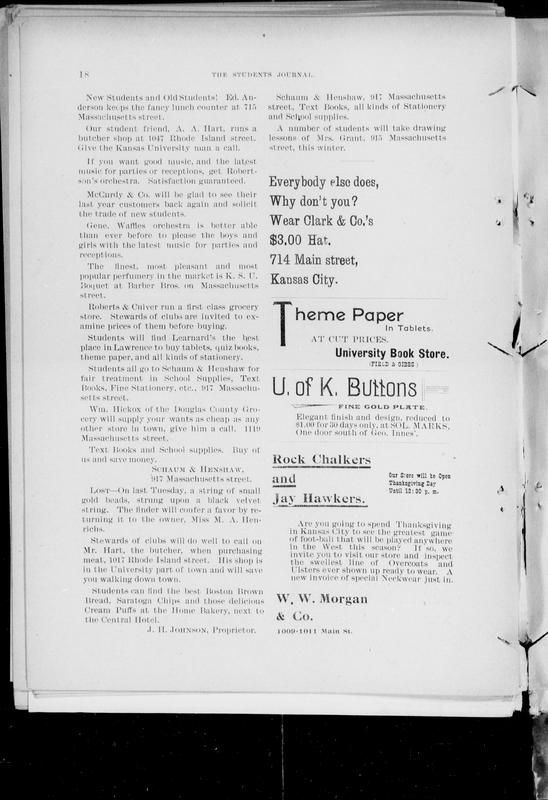 18
THE STUDENTS JOURNAL.
New Students and Old Students! Ed. An-
derson keeps the fancy lunch counter at 715
Massachusetts street.
Our student friend, A. A. Hart, runs a
butcher shop at 1047 Rhode Island street.
Give the Kansas University man a call.
If you want good music, and the latest
music for parties or receptions, get Robert-
son's orchestra. Satisfaction guaranteed.
McCurdy & Co. will be glad to see their
last year customers back again and solicit
the trade of new students.
Gene. Waffles orchestra is better able
than ever before to please the boys and
girls with the latest music for parties and
receptions.
The finest, most pleasant and most
popular perfumery in the market is K. S. U.
Boquet at Barber Bros. on Massachusetts
street.
Roberts & Culver run a first class grocery
store. Stewards of clubs are invited to ex-
amine prices of them before buying.
Students will find Learnard's the best
place in Lawrence to buy tablets, quiz books,
theme paper, and all kinds of stationery.
Students all go to Schaum & Henshaw for
fair treatment in School Supplies, Text
Books, Fine Stationery, etc., 917 Massachu-
setts street.
Wm. Hickox of the Douglas County Gro-
cery will supply your wants as cheap as any
other store in town, give him a call. 1119
Massachusetts street.
Text Books and School supplies. Buy of
us and save money.
SCHAUM & HENSHAW,
917 Massachusetts street.
LOST—On last Tuesday, a string of small
gold beads, strung upon a black velvet
string. The finder will confer a favor by re-
turning it to the owner, Miss M. A. Hen-
richs.
Stewards of clubs will do well to call on
Mr. Hart, the butcher, when purchasing
meat, 1017 Rhode Island street. His shop is
in the University part of town and will save
you walking down town.
Students can find the best Boston Brown
Bread, Saratoga Chips and those delicious
Cream Puffs at the Home Bakery, next to
the Central Hotel.
J. H. JOHNSON, Proprietor.
Schaum & Henshaw, 917 Massachusetts
street, Text Books, all kinds of Stationery
and School supplies.
A number of students will take drawing
lessons of Mrs. Grant, 915 Massachusetts
street, this winter.
Everybody else does,
Why don't you?
Wear Clark & Co.'s
$3.00 Hat.
714 Main street,
Kansas City.
Theme Paper
In Tablets.
AT CUT PRICES.
University Book Store.
(FIELD & GIBBS)
U. of K. Buttons
FINE GOLD PLATE.
Elegant finish and design, reduced to
$1.00 for 30 days only, at SOL. MARKS,
One door south of Geo. Innes'.
Rock Chalkers
and
Jay Hawkers.
Our Store will be Open
Thanksgiving Day
Until 12:30 p. m.
Are you going to spend Thanksgiving
in Kansas City to see the greatest game
of foot-ball that will be played anywhere
in the West this season? If so, we
invite you to visit our store and inspect
the swellest line of Overcoats and
Ulsters ever shown up ready to wear. A
new invoice of special Neckwear just in.
W. W. Morgan
& Co.
1009-1011 Main St.